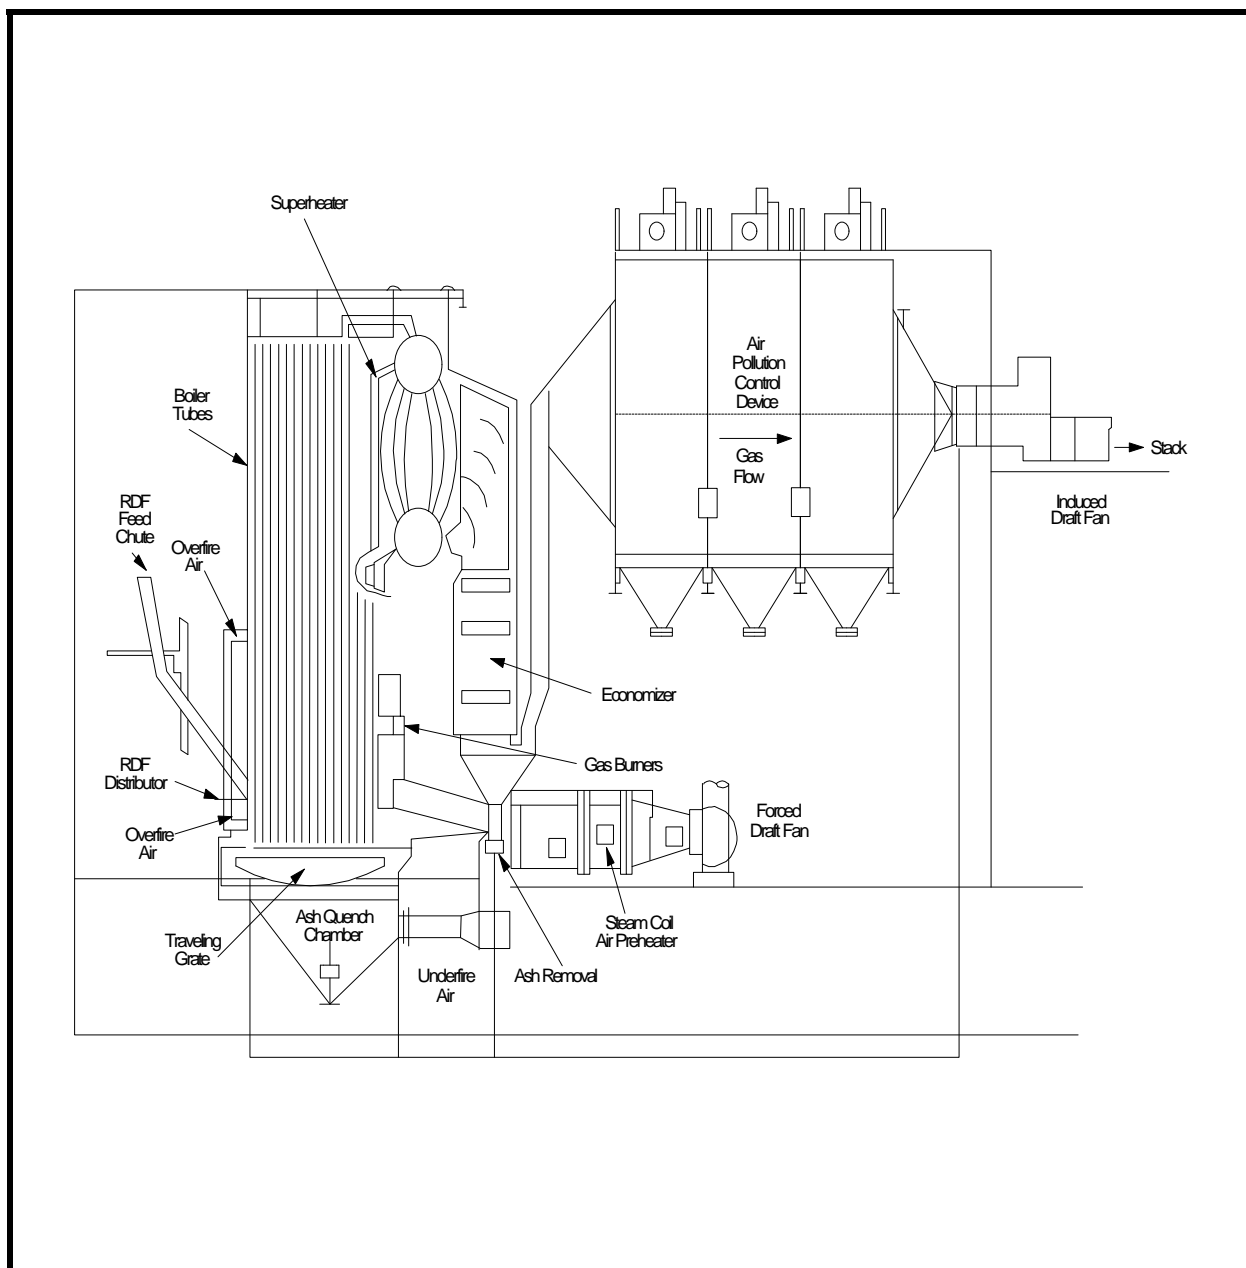 Superheater
Boiler
Tubes
RDF
Feed
Chute
Overfire
Air
Air
Pollution
Control
Device
Gas
Flow
Stack
Induced
Draft Fan
Economizer
Gas Burners
RDF
Distributor
Overfire
Air
Forced
Draft Fan
Traveling
Grate
Ash Quench
Chamber
Underfire
Air
Ash Removal
Steam Coil
Air Preheater